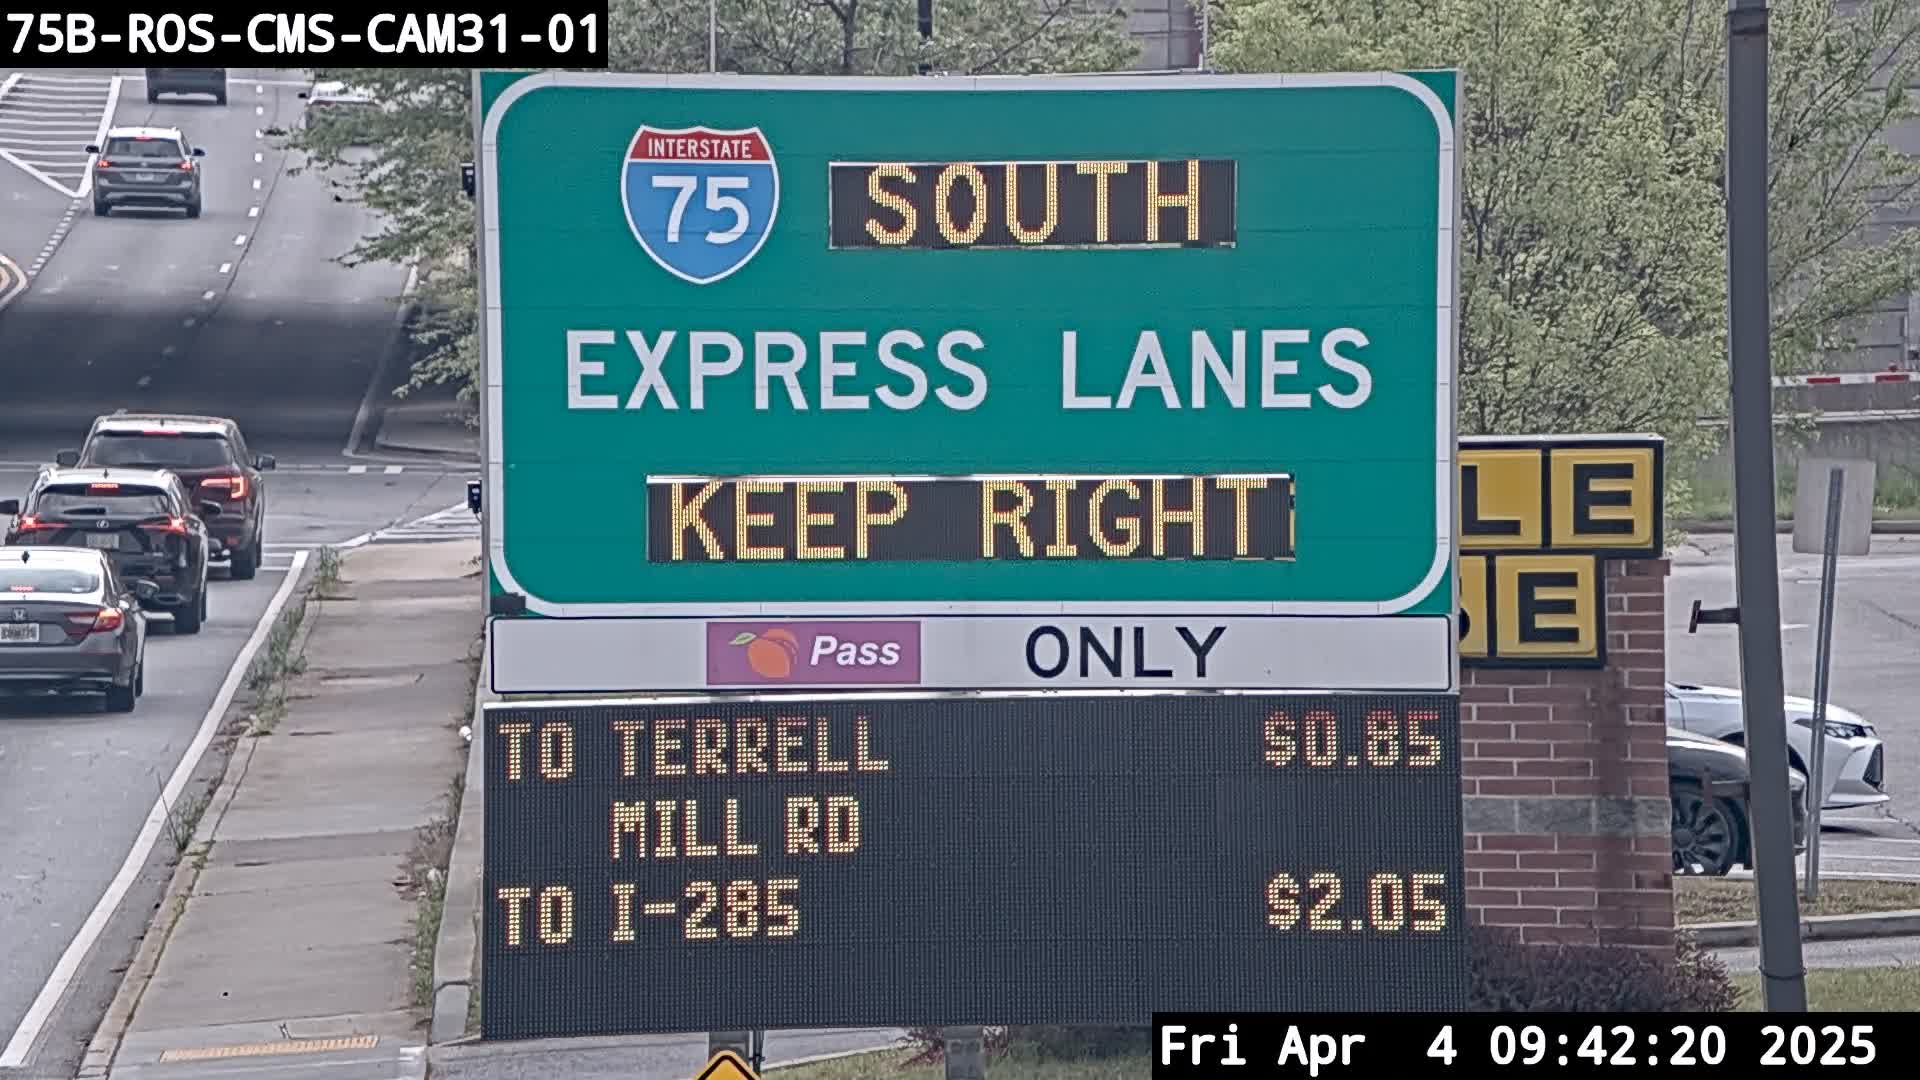 75B-ROS-CMS-CAM31-01
INTERSTATE
75
SOUTH
EXPRESS LANES
KEEP RIGHT
Pass ONLY
TO TERRELL $0.85
MILL RD
TO I-285 $2.05
LE
E
Fri Apr 4 09:42:20 2025